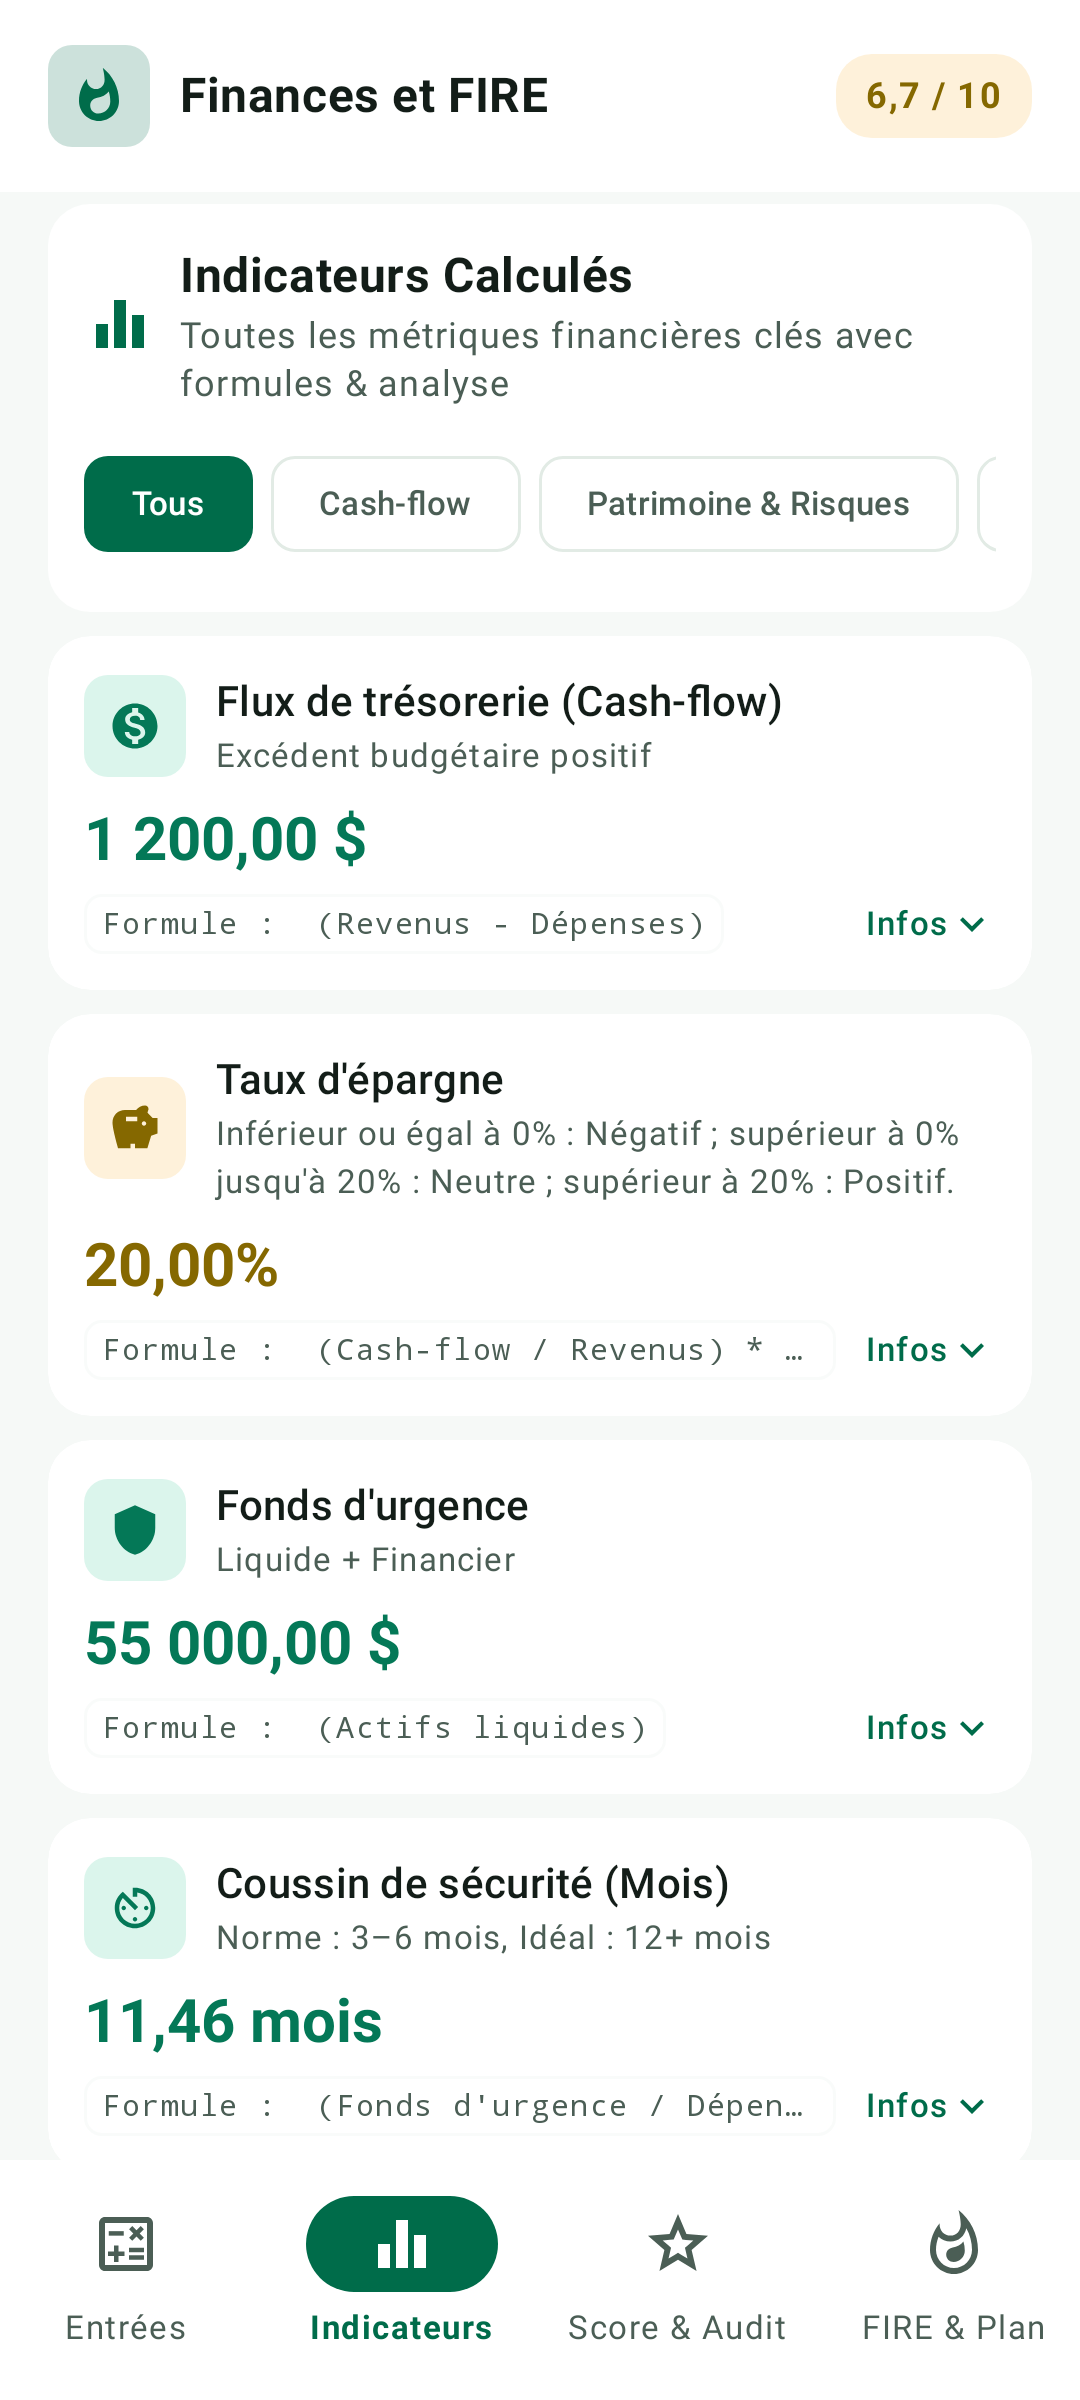 Finances et FIRE
6,7 / 10
Indicateurs Calculés
Toutes les métriques financières clés avec
formules & analyse
Tous
Cash-flow
Patrimoine & Risques
Flux de trésorerie (Cash-flow)
Excédent budgétaire positif
1 200,00 $
Formule : (Revenus - Dépenses)
Infos
Taux d'épargne
Inférieur ou égal à 0% : Négatif ; supérieur à 0%
jusqu'à 20% : Neutre ; supérieur à 20% : Positif.
20,00%
Formule : (Cash-flow / Revenus) * …
Infos
Fonds d'urgence
Liquide + Financier
55 000,00 $
Formule : (Actifs liquides)
Infos
Coussin de sécurité (Mois)
Norme : 3–6 mois, Idéal : 12+ mois
11,46 mois
Formule : (Fonds d'urgence / Dépen…
Infos
Entrées
Indicateurs
Score & Audit
FIRE & Plan